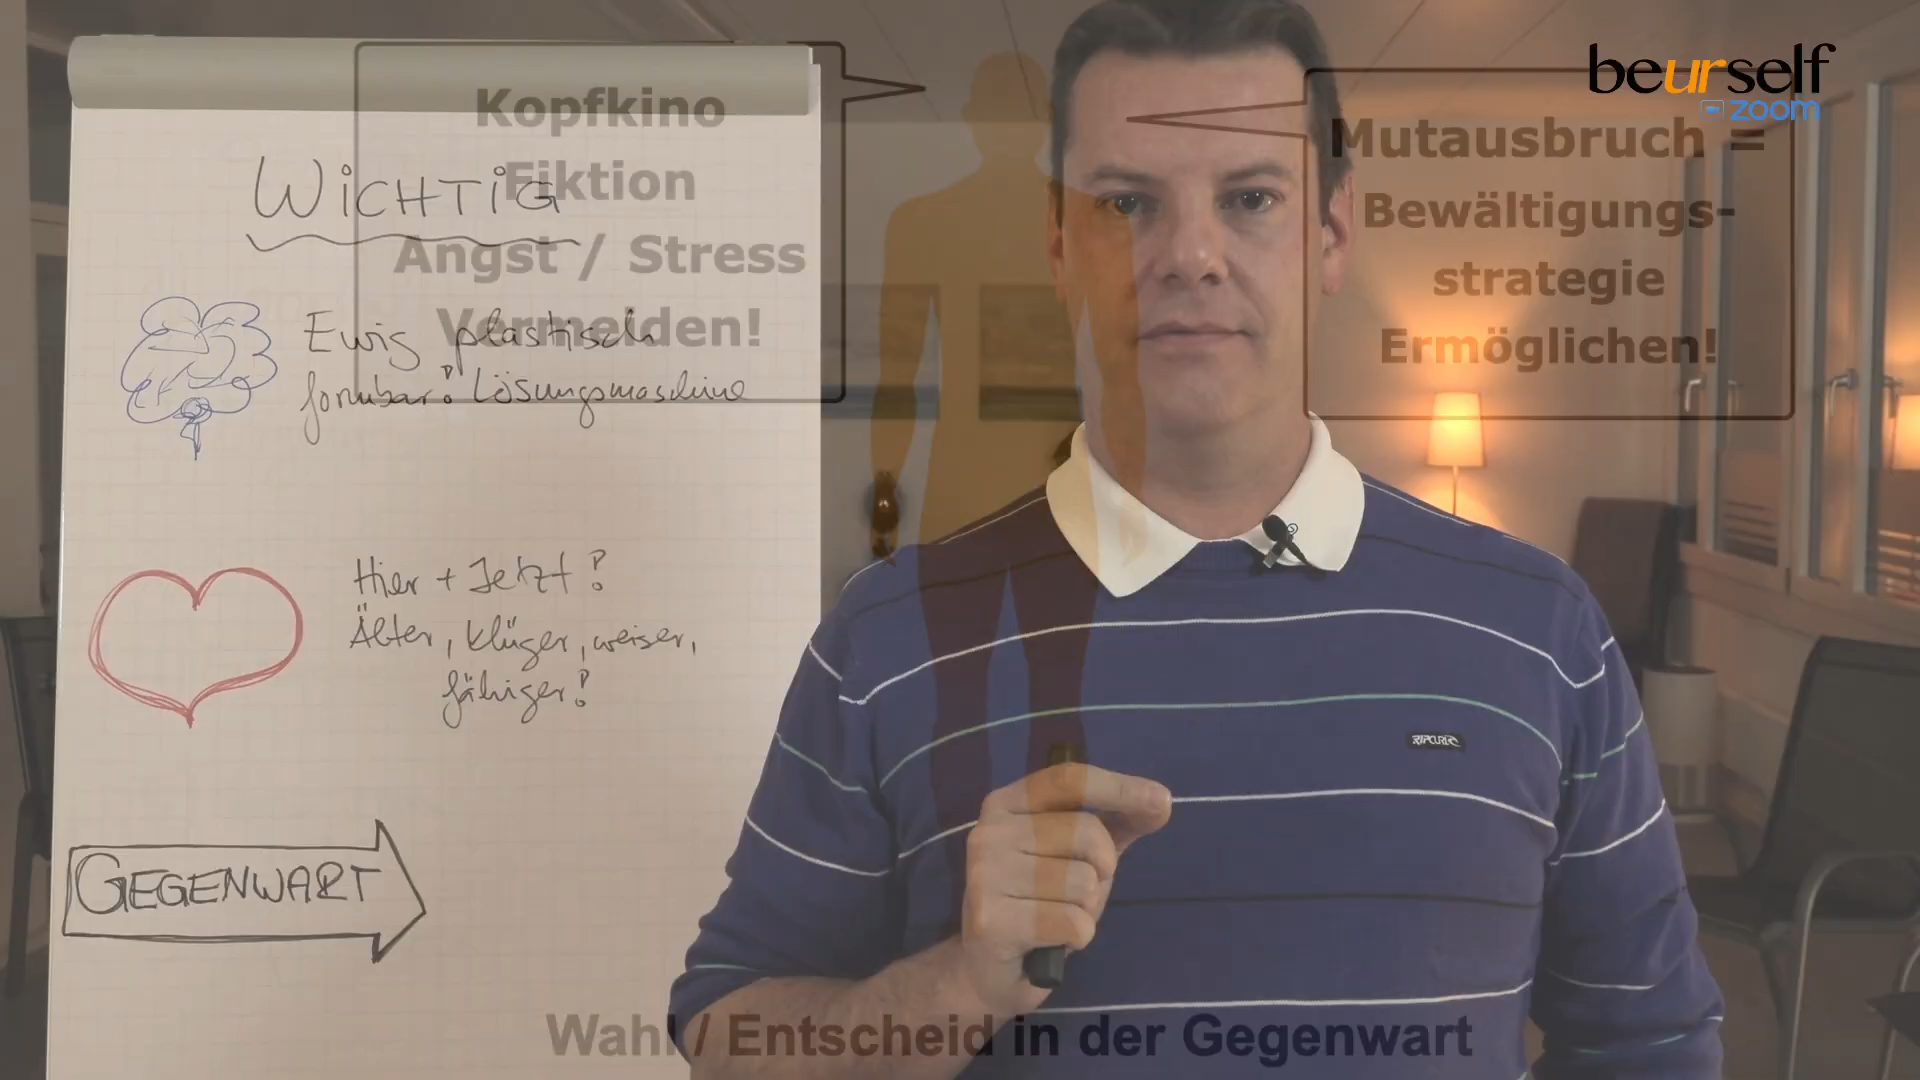 beurself
zoom
Kopfkino
Fiktion
Angst / Stress
Vermeiden!
Mutausbruch =
Bewältigungs-
strategie
Ermöglichen!
WiCHTiG
Ewig plastisch
formbar! Lösungsmaschine
Hier + Jetzt!
Älter, klüger, weiser,
fähiger!
GEGENWART
RIPCURL
Wahl / Entscheid in der Gegenwart